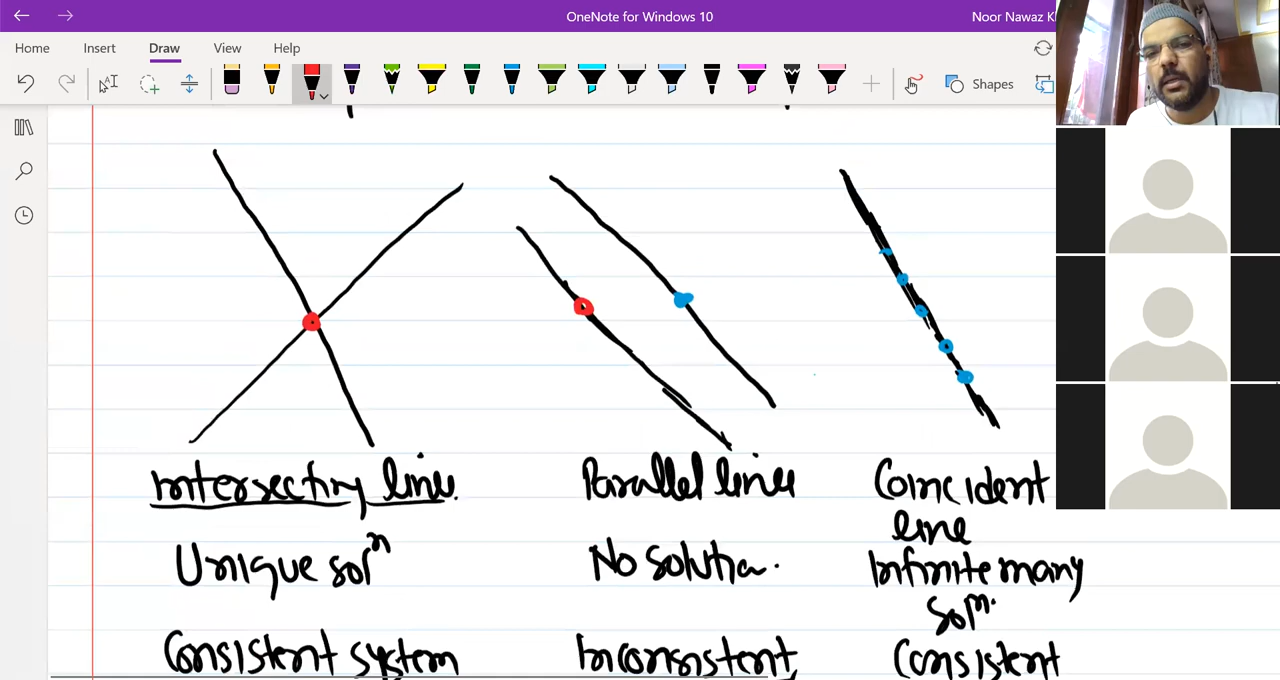 OneNote for Windows 10
Noor Nawaz K
Home Insert Draw View Help
Shapes
Intersecting line. Parallel lines Coincident
line
Unique solⁿ No solution. Infinite many
solⁿ.
Consistent system Inconsistent Consistent